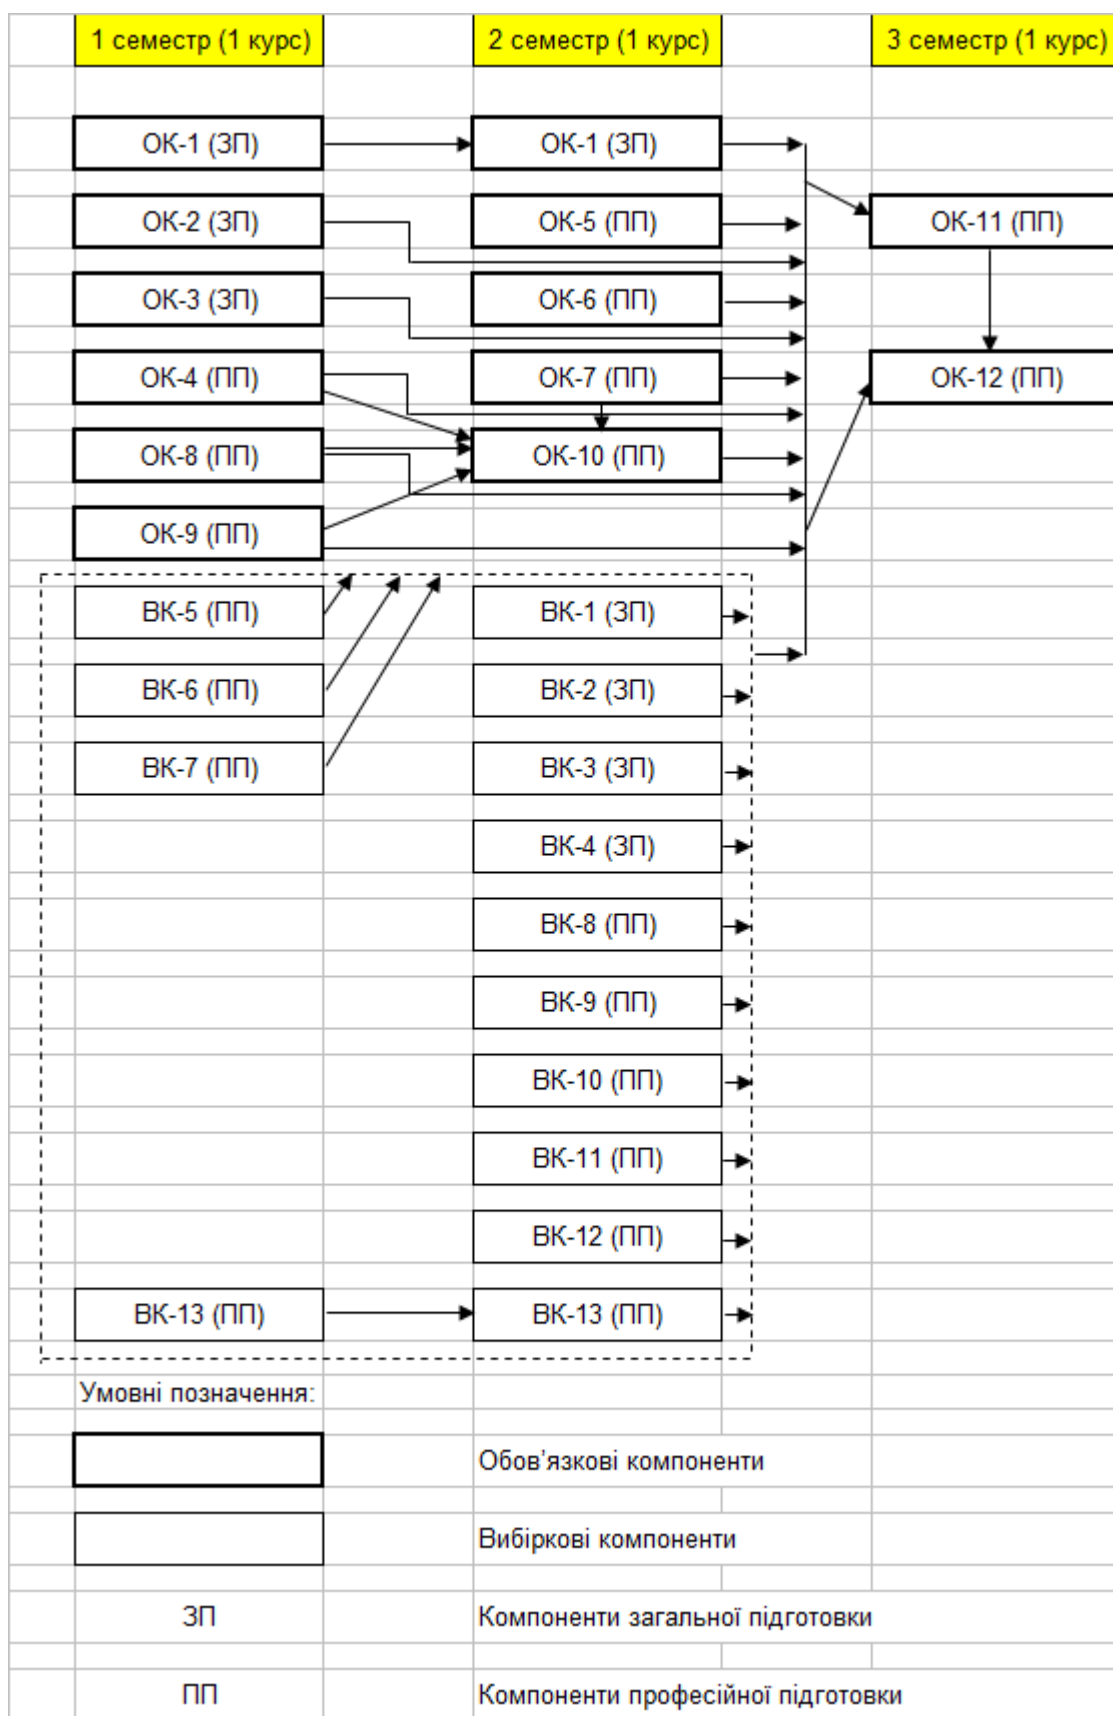 1 семестр (1 курс) 2 семестр (1 курс) 3 семестр (1 курс)
ОК-1 (ЗП) ОК-1 (ЗП)
ОК-2 (ЗП) ОК-5 (ПП) ОК-11 (ПП)
ОК-3 (ЗП) ОК-6 (ПП)
ОК-4 (ПП) ОК-7 (ПП) ОК-12 (ПП)
ОК-8 (ПП) ОК-10 (ПП)
ОК-9 (ПП)
ВК-5 (ПП) ВК-1 (ЗП)
ВК-6 (ПП) ВК-2 (ЗП)
ВК-7 (ПП) ВК-3 (ЗП)
ВК-4 (ЗП)
ВК-8 (ПП)
ВК-9 (ПП)
ВК-10 (ПП)
ВК-11 (ПП)
ВК-12 (ПП)
ВК-13 (ПП) ВК-13 (ПП)
Умовні позначення:
Обов'язкові компоненти
Вибіркові компоненти
ЗП Компоненти загальної підготовки
ПП Компоненти професійної підготовки